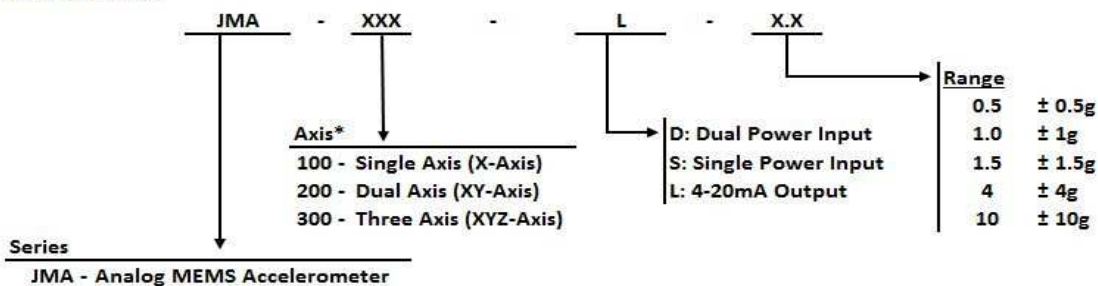 JMA - XXX - L - X.X
Range
0.5 ± 0.5g
1.0 ± 1g
1.5 ± 1.5g
4 ± 4g
10 ± 10g
D: Dual Power Input
S: Single Power Input
L: 4-20mA Output
Axis*
100 - Single Axis (X-Axis)
200 - Dual Axis (XY-Axis)
300 - Three Axis (XYZ-Axis)
Series
JMA - Analog MEMS Accelerometer